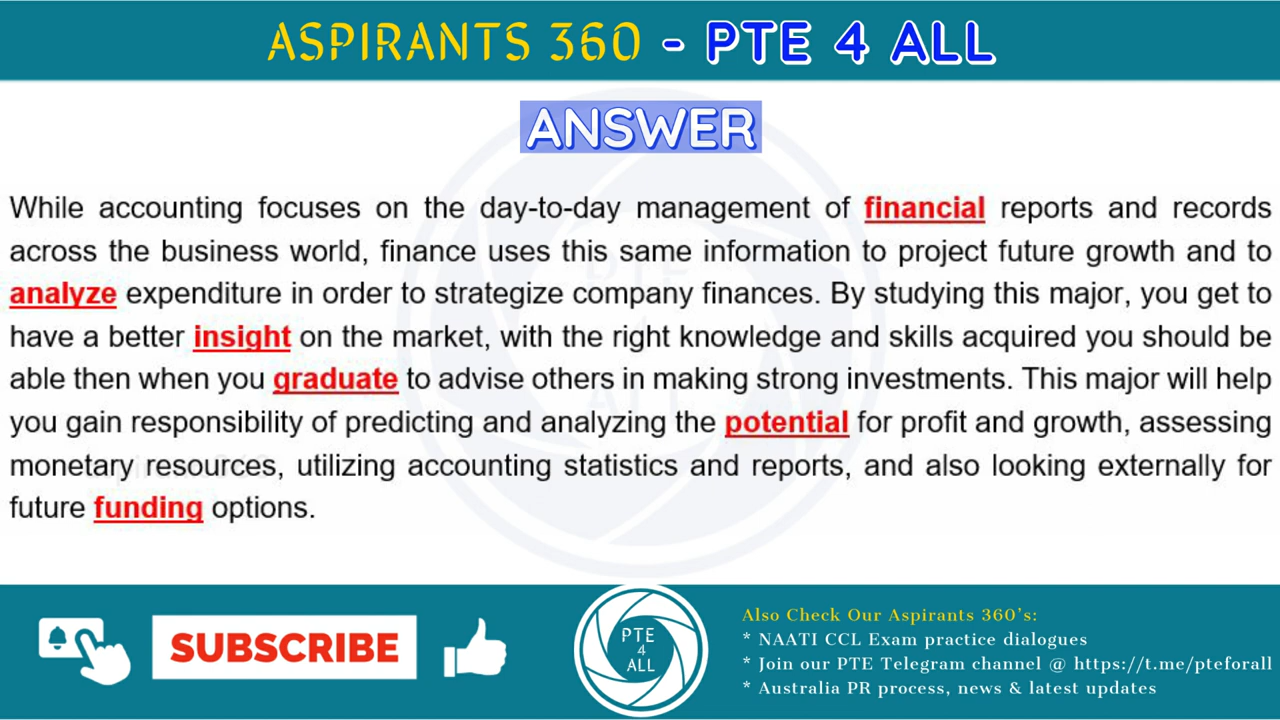 ASPIRANTS 360 - PTE 4 ALL
ANSWER
While accounting focuses on the day-to-day management of financial reports and records
across the business world, finance uses this same information to project future growth and to
analyze expenditure in order to strategize company finances. By studying this major, you get to
have a better insight on the market, with the right knowledge and skills acquired you should be
able then when you graduate to advise others in making strong investments. This major will help
you gain responsibility of predicting and analyzing the potential for profit and growth, assessing
monetary resources, utilizing accounting statistics and reports, and also looking externally for
future funding options.
SUBSCRIBE
PTE
4
ALL
Also Check Our Aspirants 360's:
* NAATI CCL Exam practice dialogues
* Join our PTE Telegram channel @ https://t.me/pteforall
* Australia PR process, news & latest updates